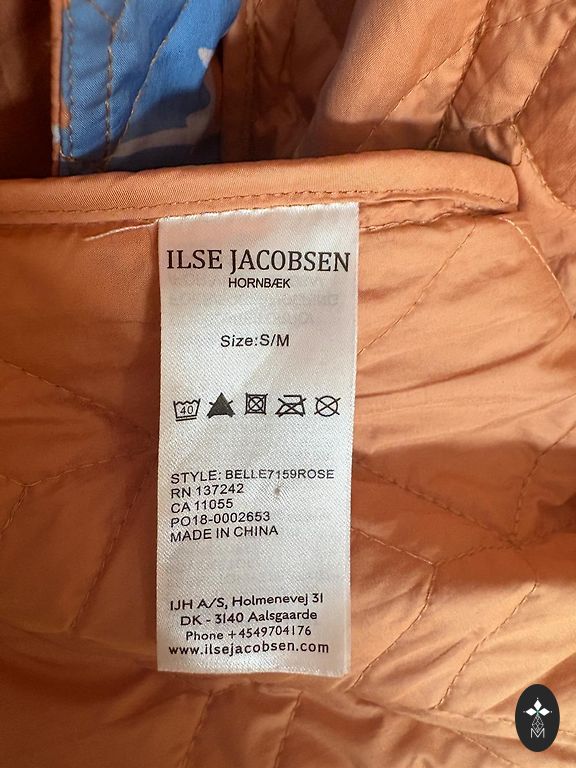 ILSE JACOBSEN
HORNBÆK
Size:S/M
40
STYLE: BELLE7159ROSE
RN 137242
CA 11055
PO18-0002653
MADE IN CHINA
IJH A/S, Holmenevej 31
DK - 3140 Aalsgaarde
Phone +4549704176
www.ilsejacobsen.com
M